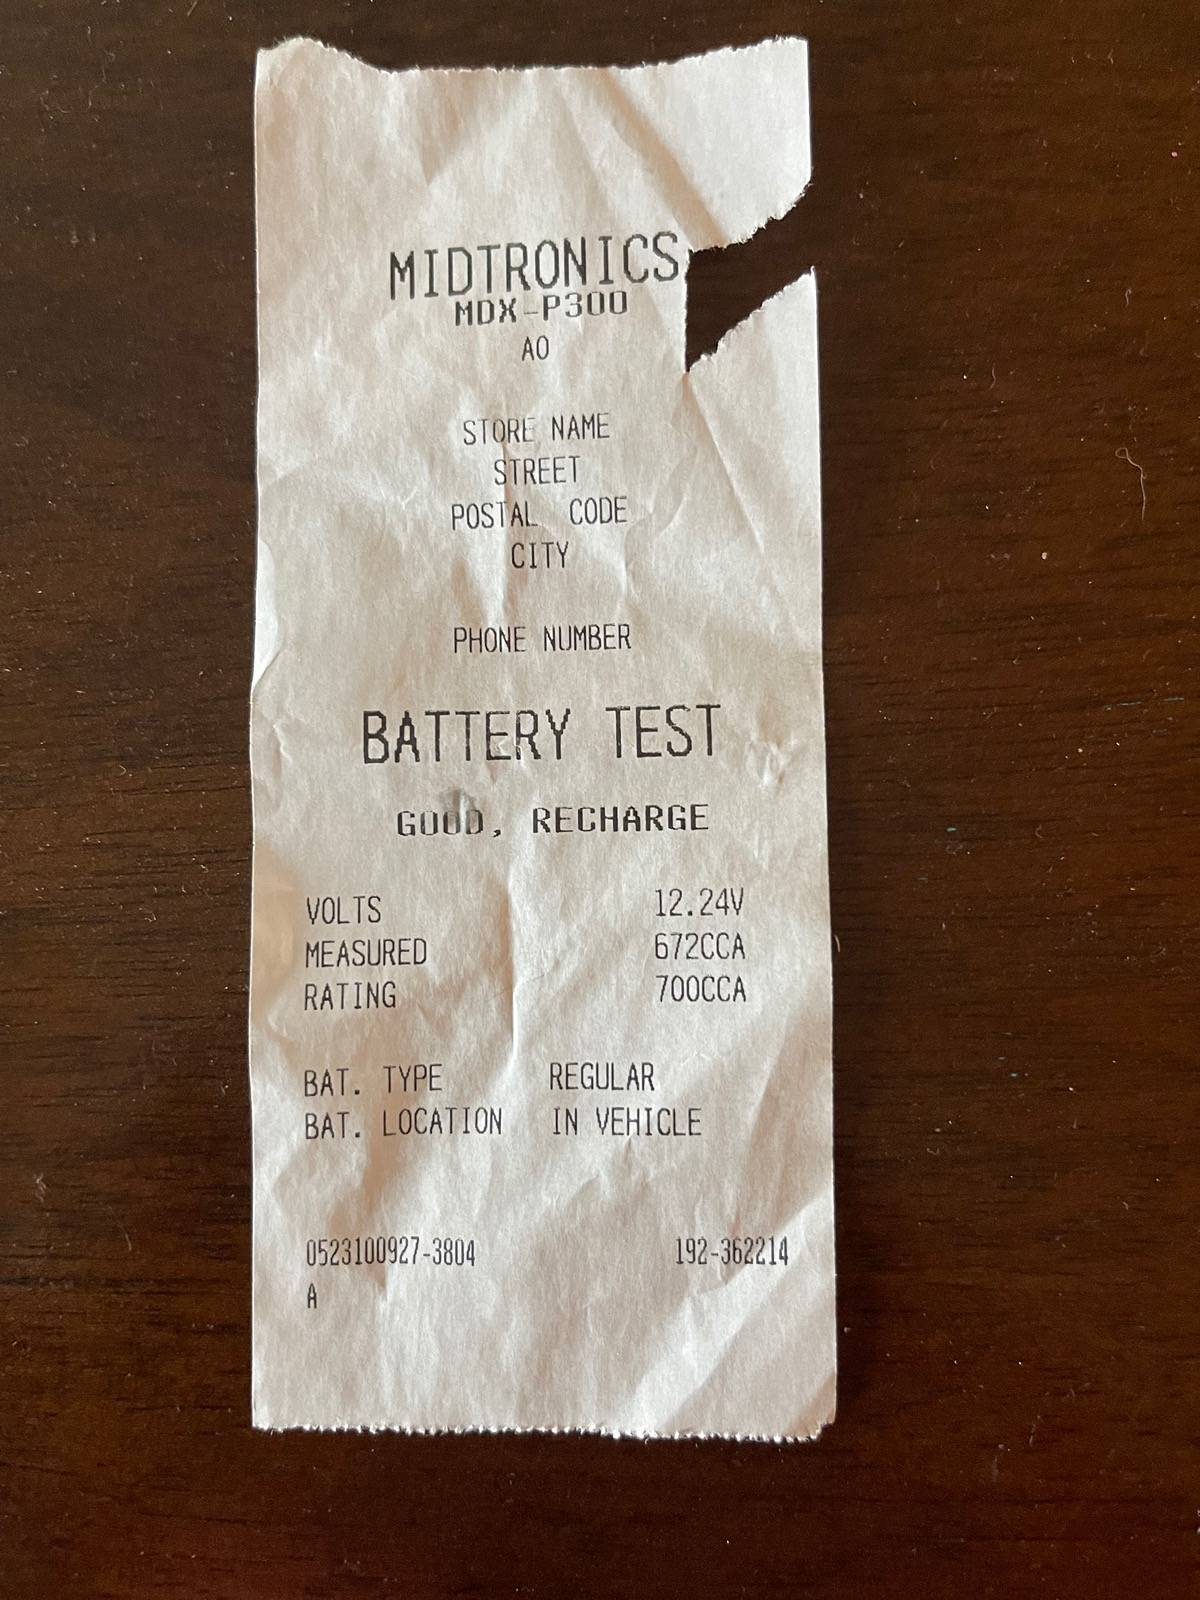 MIDTRONICS
MDX-P300
AO
STORE NAME
STREET
POSTAL CODE
CITY
PHONE NUMBER
BATTERY TEST
GOOD, RECHARGE
VOLTS 12.24V
MEASURED 672CCA
RATING 700CCA
BAT. TYPE REGULAR
BAT. LOCATION IN VEHICLE
0523100927-3804 192-362214
A